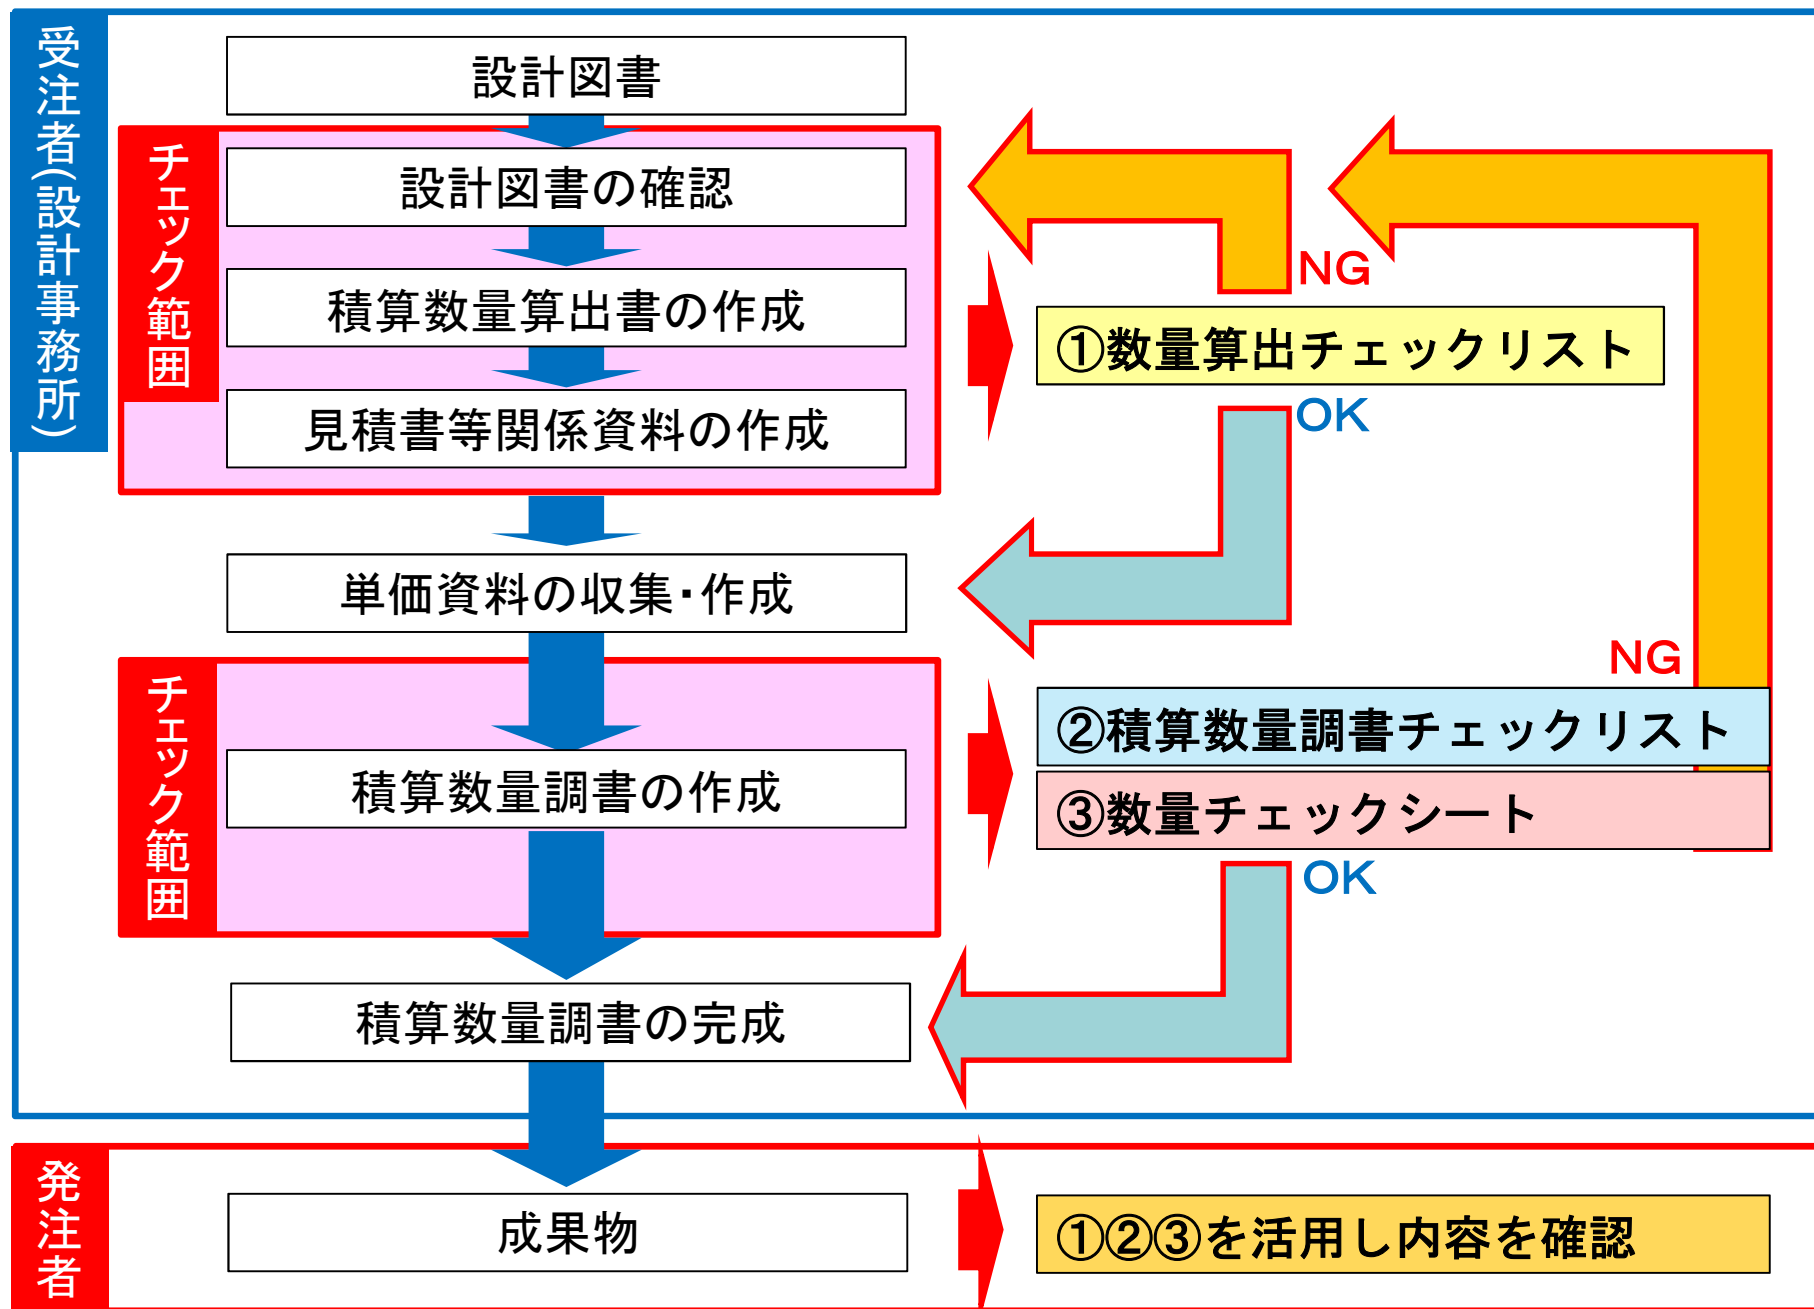 受注者(設計事務所)
設計図書
チェック範囲
設計図書の確認
積算数量算出書の作成
見積書等関係資料の作成
NG
①数量算出チェックリスト
OK
単価資料の収集・作成
チェック範囲
積算数量調書の作成
NG
②積算数量調書チェックリスト
③数量チェックシート
OK
積算数量調書の完成
発注者
成果物
①②③を活用し内容を確認